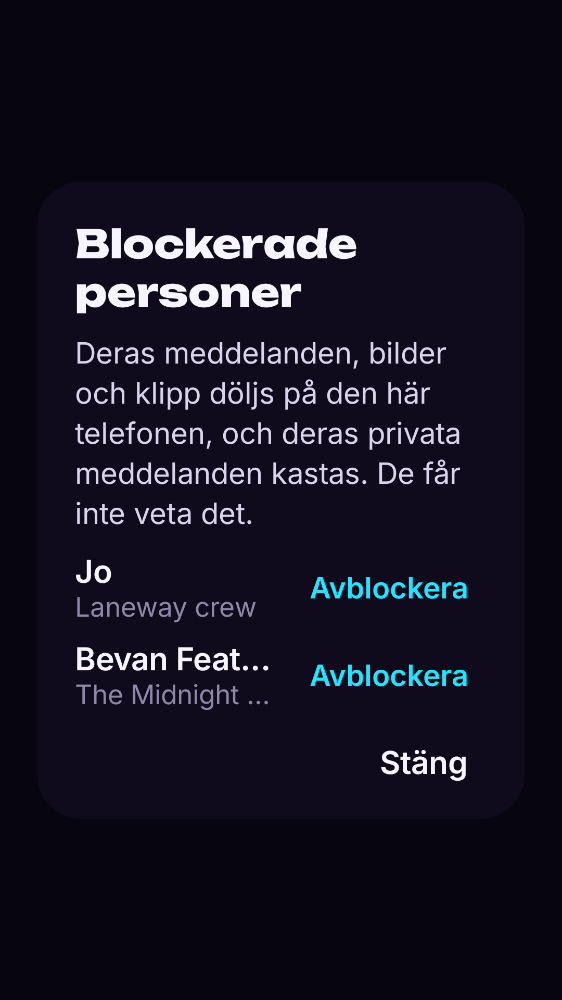 Blockerade
personer
Deras meddelanden, bilder
och klipp döljs på den här
telefonen, och deras privata
meddelanden kastas. De får
inte veta det.
Jo
Laneway crew
Avblockera
Bevan Feat...
The Midnight ...
Avblockera
Stäng